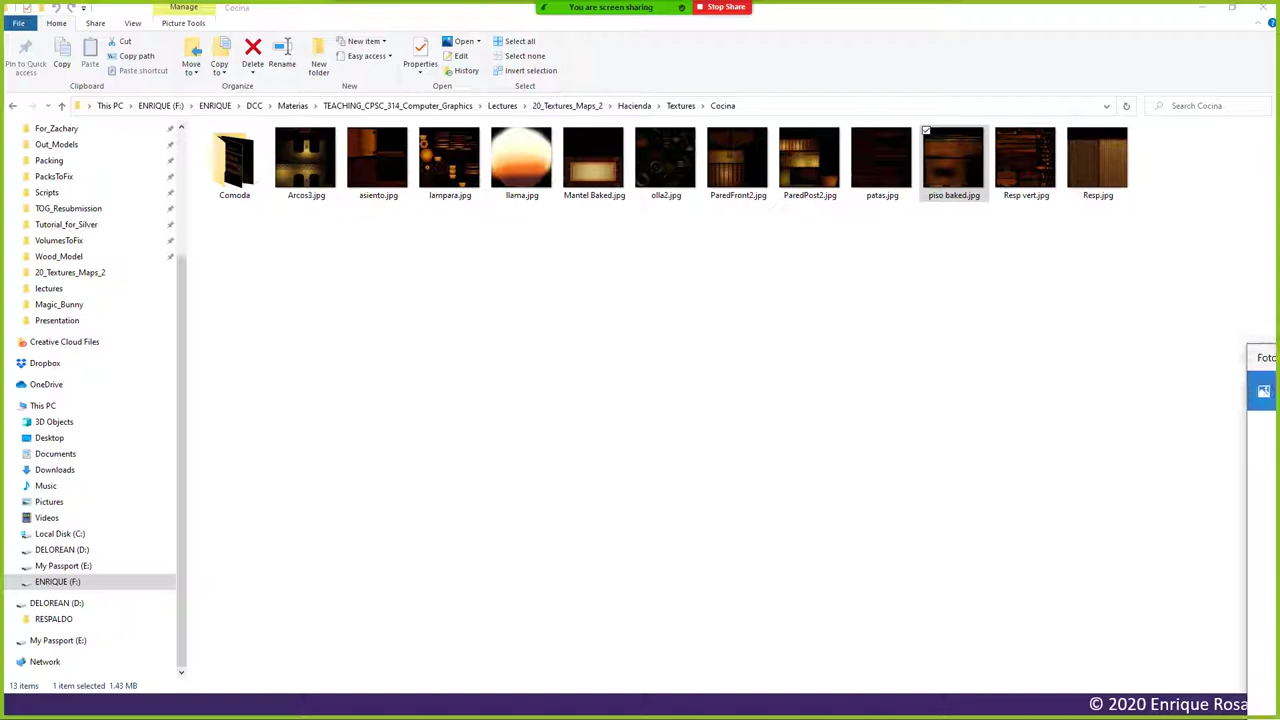 You are screen sharing
Stop Share
Manage
Cocina
File
Home
Share
View
Picture Tools
Pin to Quick access
Copy
Paste
Cut
Copy path
Paste shortcut
Clipboard
Move to
Copy to
Delete
Rename
Organize
New folder
New item
Easy access
New
Properties
Open
Edit
History
Open
Select all
Select none
Invert selection
Select
This PC
ENRIQUE (F:)
ENRIQUE
DCC
Materias
TEACHING_CPSC_314_Computer_Graphics
Lectures
20_Textures_Maps_2
Hacienda
Textures
Cocina
Search Cocina
For_Zachary
Out_Models
Packing
PacksToFix
Scripts
TOG_Resubmission
Tutorial_for_Silver
VolumesToFix
Wood_Model
20_Textures_Maps_2
lectures
Magic_Bunny
Presentation
Creative Cloud Files
Dropbox
OneDrive
This PC
3D Objects
Desktop
Documents
Downloads
Music
Pictures
Videos
Local Disk (C:)
DELOREAN (D:)
My Passport (E:)
ENRIQUE (F:)
DELOREAN (D:)
RESPALDO
My Passport (E:)
Network
Comoda
Arcos3.jpg
asiento.jpg
lampara.jpg
llama.jpg
Mantel Baked.jpg
olla2.jpg
ParedFront2.jpg
ParedPost2.jpg
patas.jpg
piso baked.jpg
Resp vert.jpg
Resp.jpg
Foto
13 items
1 item selected 1.43 MB
© 2020 Enrique Rosa